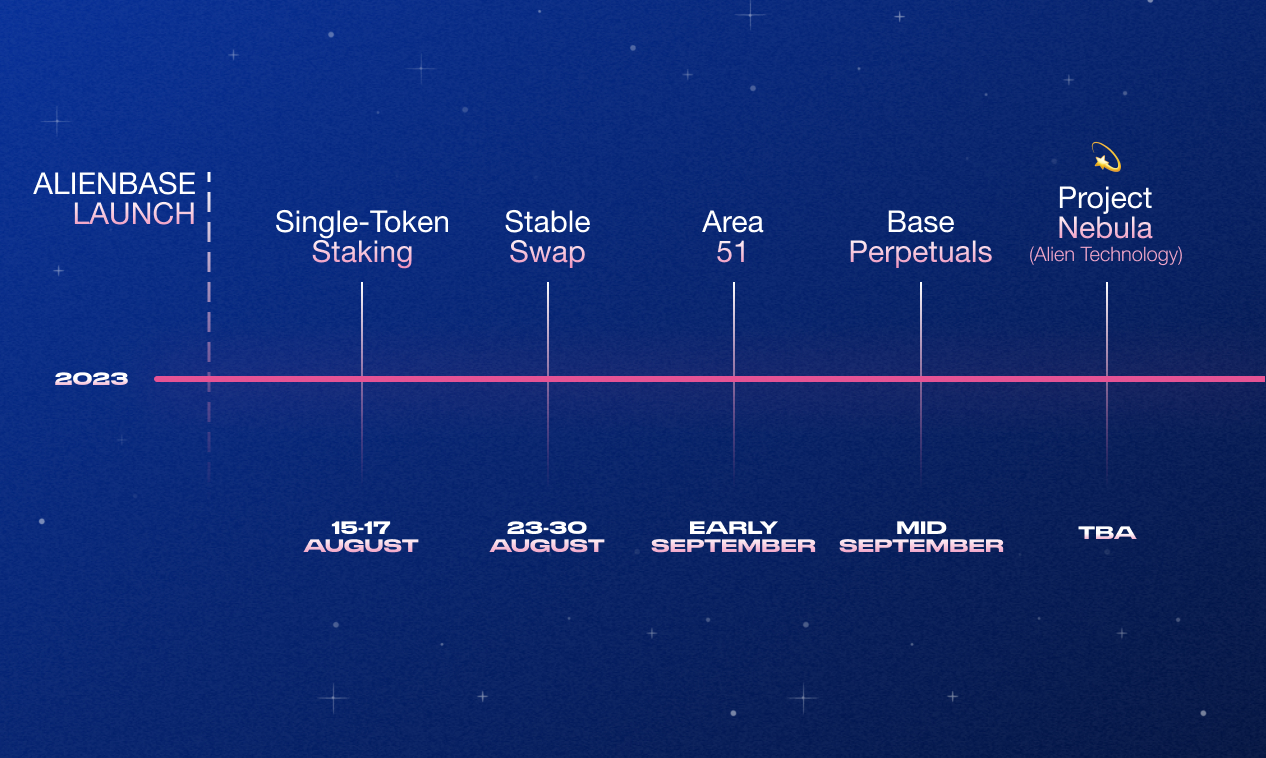 ALIENBASE
LAUNCH
Single-Token
Staking
Stable
Swap
Area
51
Base
Perpetuals
Project
Nebula
(Alien Technology)
2023
15-17
AUGUST
23-30
AUGUST
EARLY
SEPTEMBER
MID
SEPTEMBER
TBA